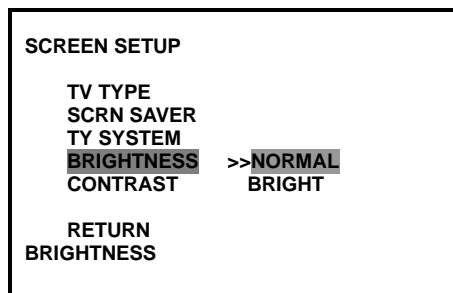 SCREEN SETUP
TV TYPE
SCRN SAVER
TY SYSTEM
BRIGHTNESS >>NORMAL
CONTRAST BRIGHT
RETURN
BRIGHTNESS